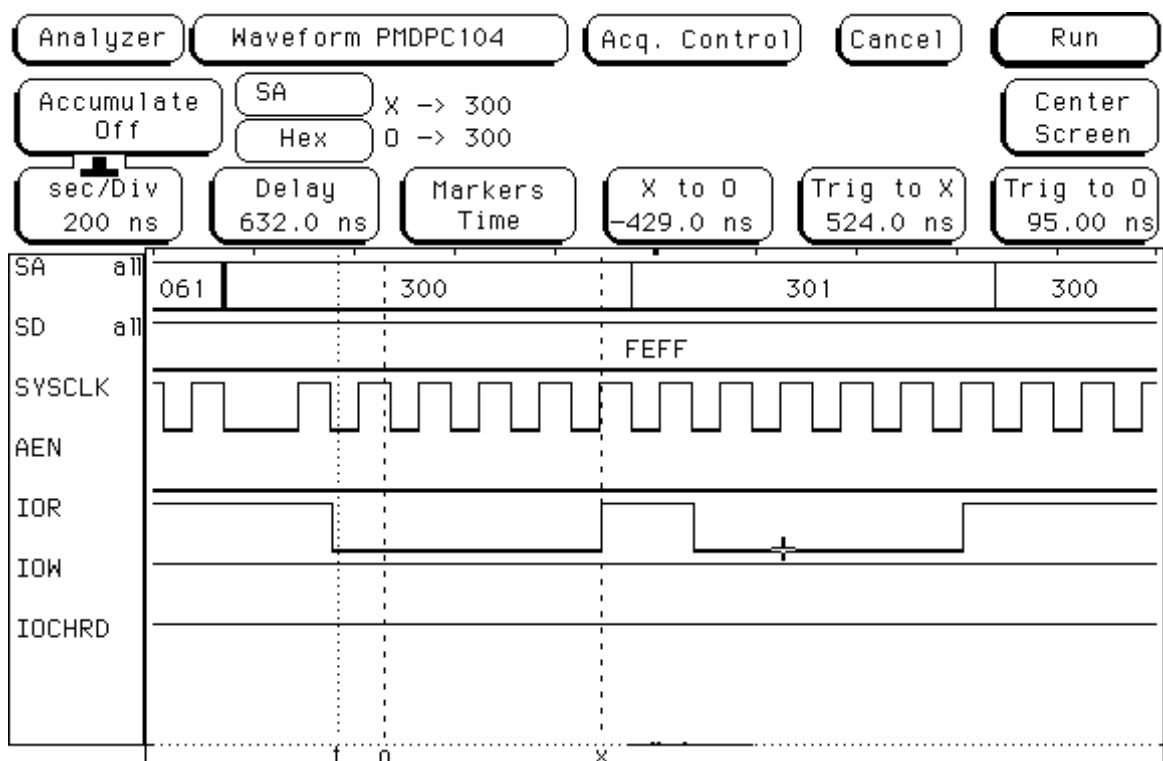 Analyzer Waveform PMDPC104 Acq. Control Cancel Run
Accumulate Off
SA X -> 300
Hex O -> 300
Center Screen
sec/Div 200 ns
Delay 632.0 ns
Markers Time
X to O -429.0 ns
Trig to X 524.0 ns
Trig to O 95.00 ns
SA all 061 300 301 300
SD all FEFF
SYSCLK
AEN
IOR
IOW
IOCHRD
t O X